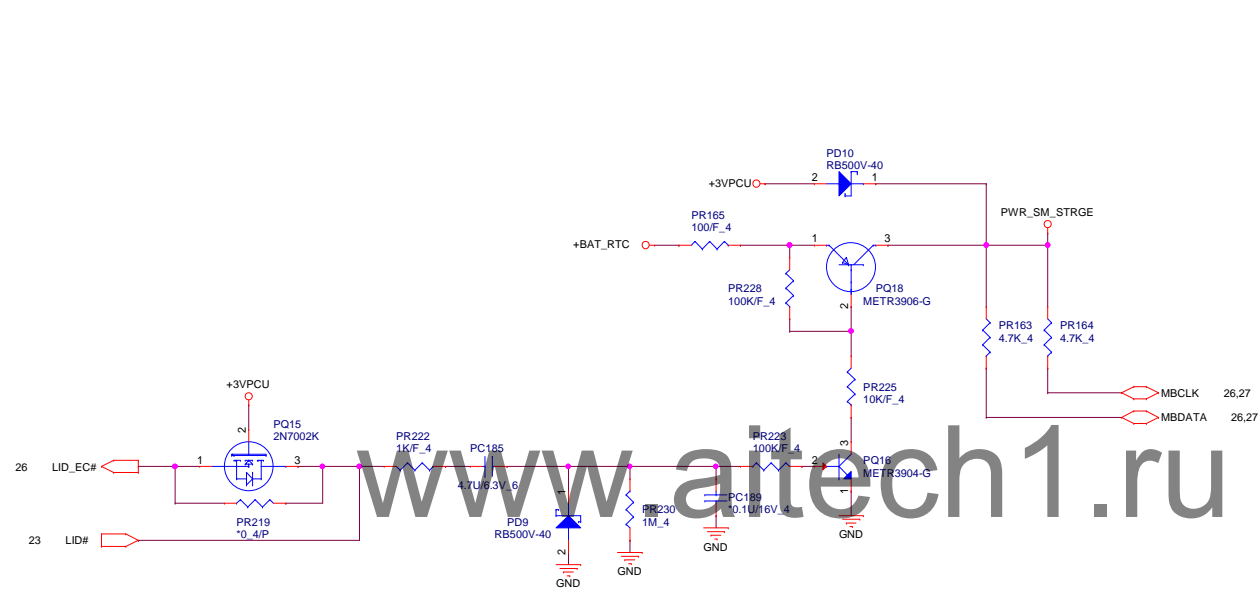 PD10
RB500V-40
+3VPCU
2
1
PWR_SM_STRGE
PR165
100/F_4
+BAT_RTC
1
3
PR228
100K/F_4
PQ18
METR3906-G
2
PR163
4.7K_4
PR164
4.7K_4
+3VPCU
PR225
10K/F_4
MBCLK 26,27
MBDATA 26,27
2
PQ15
2N7002K
PR222
1K/F_4
PC185
4.7U/6.3V_6
PR223
100K/F_4
3
PQ16
METR3904-G
2
1
26 LID_EC#
1
3
www.aitech1.ru
PR219
*0_4/P
1
PD9
RB500V-40
2
PR230
1M_4
PC189
*0.1U/16V_4
23 LID#
GND
GND
GND
GND